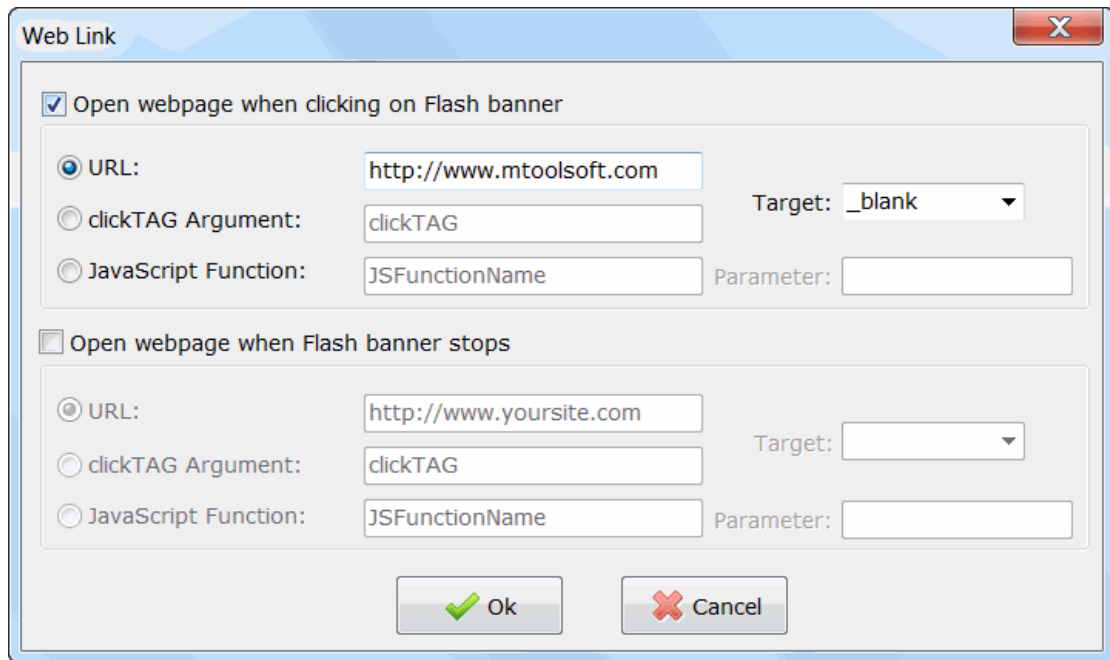 Web Link
Open webpage when clicking on Flash banner
URL: http://www.mtoolsoft.com
Target: _blank
clickTAG Argument: clickTAG
JavaScript Function: JSFunctionName Parameter:
Open webpage when Flash banner stops
URL: http://www.yoursite.com
Target:
clickTAG Argument: clickTAG
JavaScript Function: JSFunctionName Parameter:
Ok Cancel